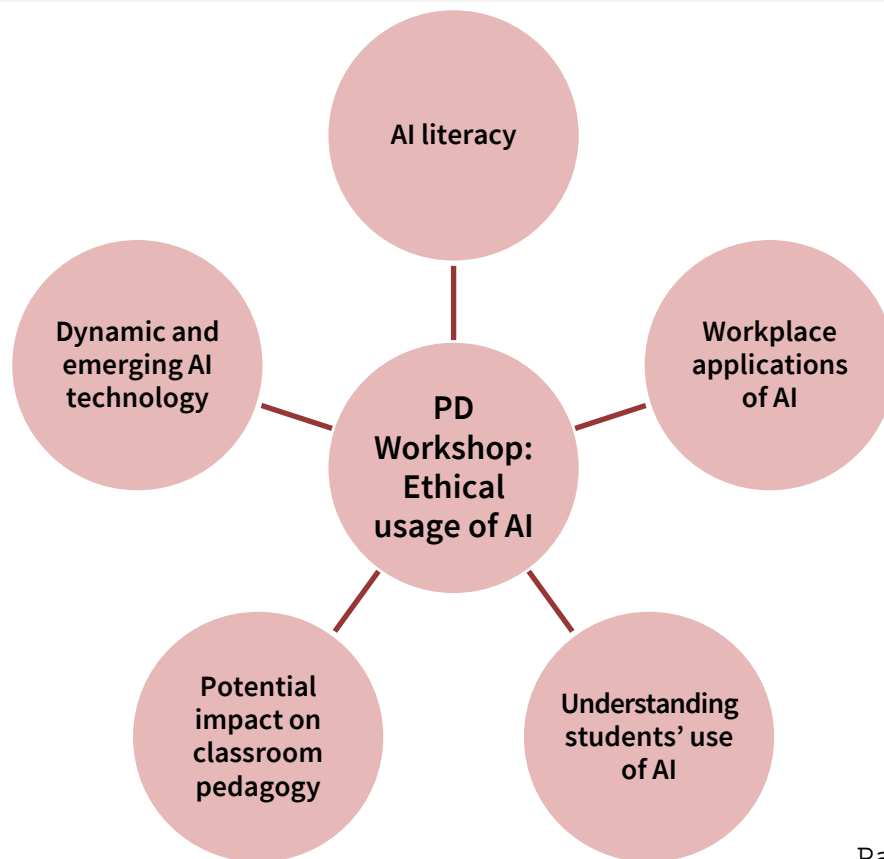 AI literacy
Dynamic and
emerging AI
technology
Workplace
applications
of AI
PD
Workshop:
Ethical
usage of AI
Potential
impact on
classroom
pedagogy
Understanding
students’ use
of AI